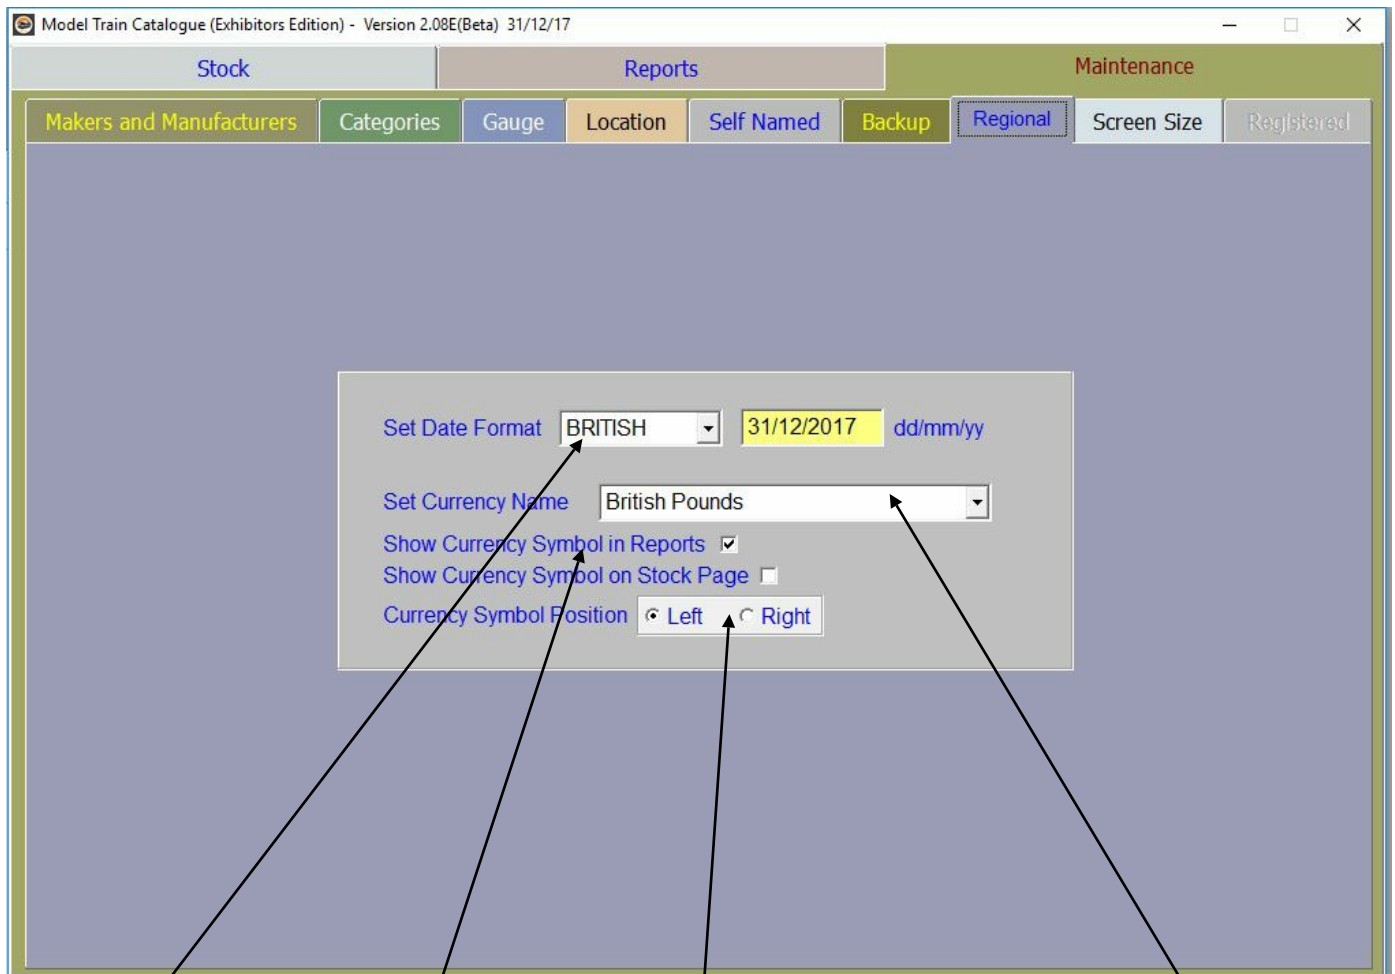 Model Train Catalogue (Exhibitors Edition) - Version 2.08E(Beta) 31/12/17
Stock Reports Maintenance
Makers and Manufacturers Categories Gauge Location Self Named Backup Regional Screen Size Registered
Set Date Format BRITISH 31/12/2017 dd/mm/yy
Set Currency Name British Pounds
Show Currency Symbol in Reports
Show Currency Symbol on Stock Page
Currency Symbol Position Left Right